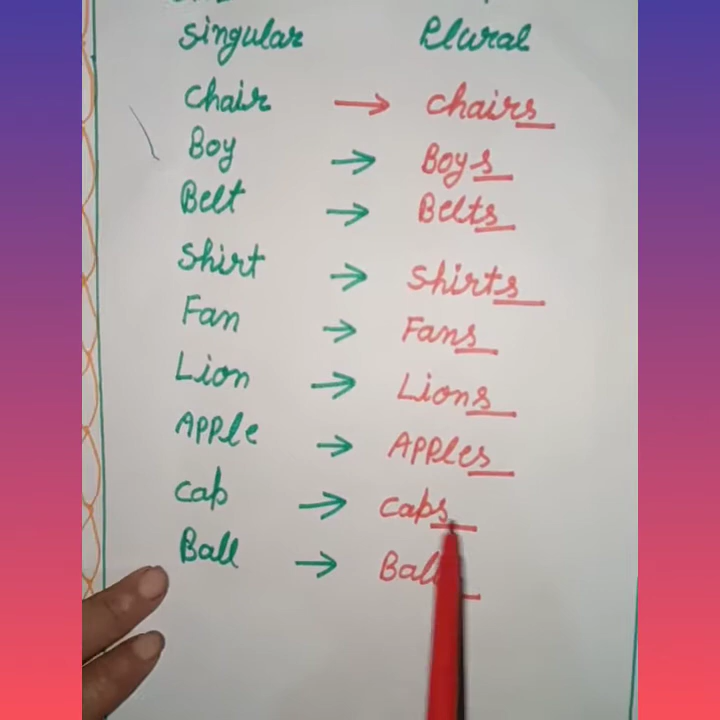 Singular Plural
Chair → Chairs
Boy → Boys
Belt → Belts
Shirt → Shirts
Fan → Fans
Lion → Lions
Apple → Apples
Cap → Caps
Ball →